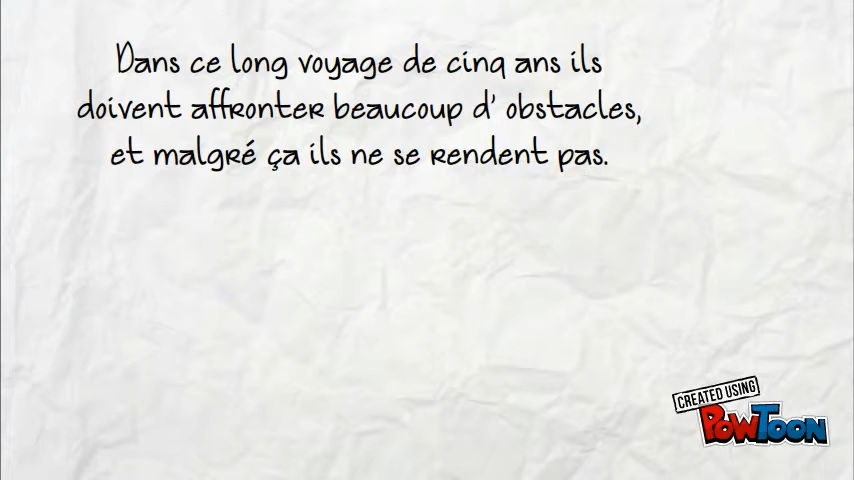 Dans ce long voyage de cinq ans ils
doivent affronter beaucoup d' obstacles,
et malgré ça ils ne se rendent pas.
CREATED USING
POWTOON